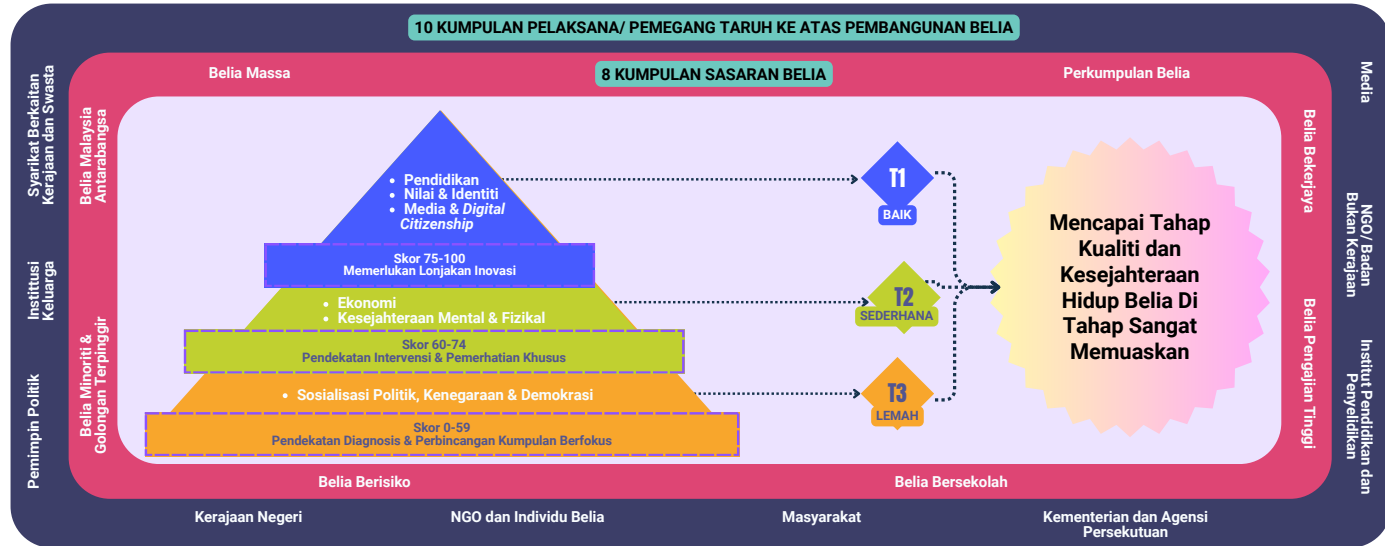 10 KUMPULAN PELAKSANA/ PEMEGANG TARUH KE ATAS PEMBANGUNAN BELIA
Belia Massa
8 KUMPULAN SASARAN BELIA
Perkumpulan Belia
Syarikat Berkaitan
Kerajaan dan Swasta
Instittusi
Keluarga
Pemimpin Politik
Belia Malaysia
Antarabangsa
Belia Minoriti &
Golongan Terpinggir
• Pendidikan
• Nilai & Identiti
• Media & Digital
Citizenship
Skor 75-100
Memerlukan Lonjakan Inovasi
• Ekonomi
• Kesejahteraan Mental & Fizikal
Skor 60-74
Pendekatan Intervensi & Pemerhatian Khusus
• Sosialisasi Politik, Kenegaraan & Demokrasi
Skor 0-59
Pendekatan Diagnosis & Perbincangan Kumpulan Berfokus
T1
BAIK
T2
SEDERHANA
T3
LEMAH
Mencapai Tahap
Kualiti dan
Kesejahteraan
Hidup Belia Di
Tahap Sangat
Memuaskan
Belia Bekerjaya
Belia Pengajian Tinggi
Media
NGO/ Badan
Bukan Kerajaan
Institut Pendidikan dan
Penyelidikan
Belia Berisiko
Belia Bersekolah
Kerajaan Negeri
NGO dan Individu Belia
Masyarakat
Kementerian dan Agensi
Persekutuan